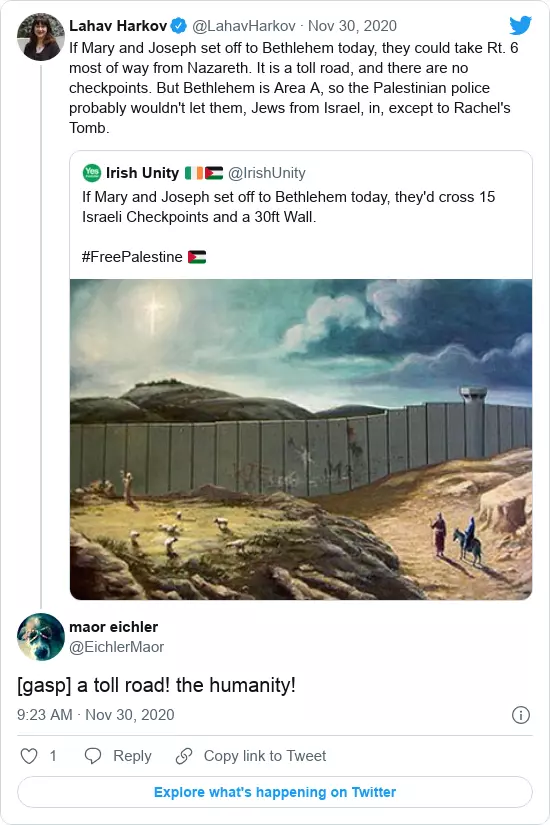 Lahav Harkov @LahavHarkov · Nov 30, 2020
If Mary and Joseph set off to Bethlehem today, they could take Rt. 6
most of way from Nazareth. It is a toll road, and there are no
checkpoints. But Bethlehem is Area A, so the Palestinian police
probably wouldn't let them, Jews from Israel, in, except to Rachel's
Tomb.
Yes Irish Unity 🇮🇪🇵🇸 @IrishUnity
If Mary and Joseph set off to Bethlehem today, they'd cross 15
Israeli Checkpoints and a 30ft Wall.
#FreePalestine 🇵🇸
maor eichler
@EichlerMaor
[gasp] a toll road! the humanity!
9:23 AM · Nov 30, 2020
1 Reply Copy link to Tweet
Explore what's happening on Twitter